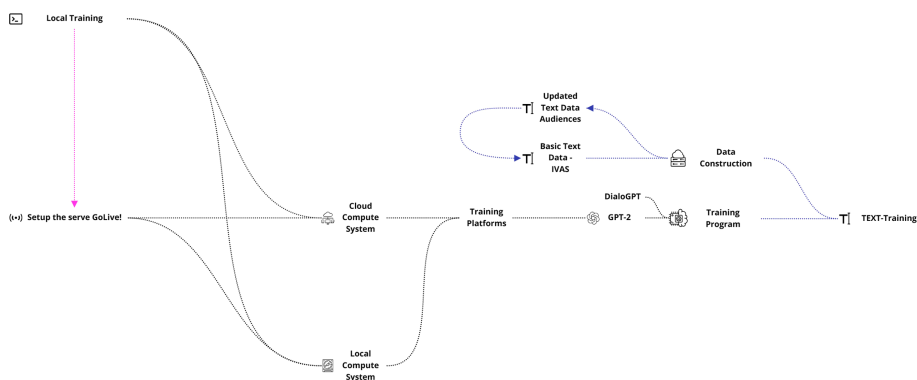 Local Training
Updated
Text Data
Audiences
Basic Text
Data -
IVAS
Data
Construction
DialoGPT
Setup the serve GoLive!
Cloud
Compute
System
Training
Platforms
GPT-2
Training
Program
TEXT-Training
Local
Compute
System